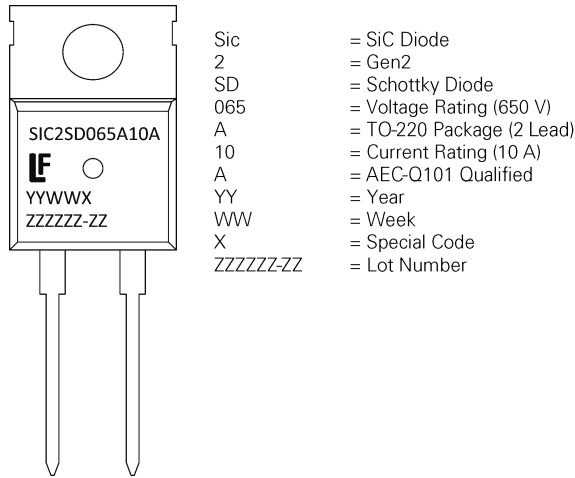 SIC2SD065A10A
LF
YYWWX
ZZZZZZ-ZZ
Sic = SiC Diode
2 = Gen2
SD = Schottky Diode
065 = Voltage Rating (650 V)
A = TO-220 Package (2 Lead)
10 = Current Rating (10 A)
A = AEC-Q101 Qualified
YY = Year
WW = Week
X = Special Code
ZZZZZZ-ZZ = Lot Number